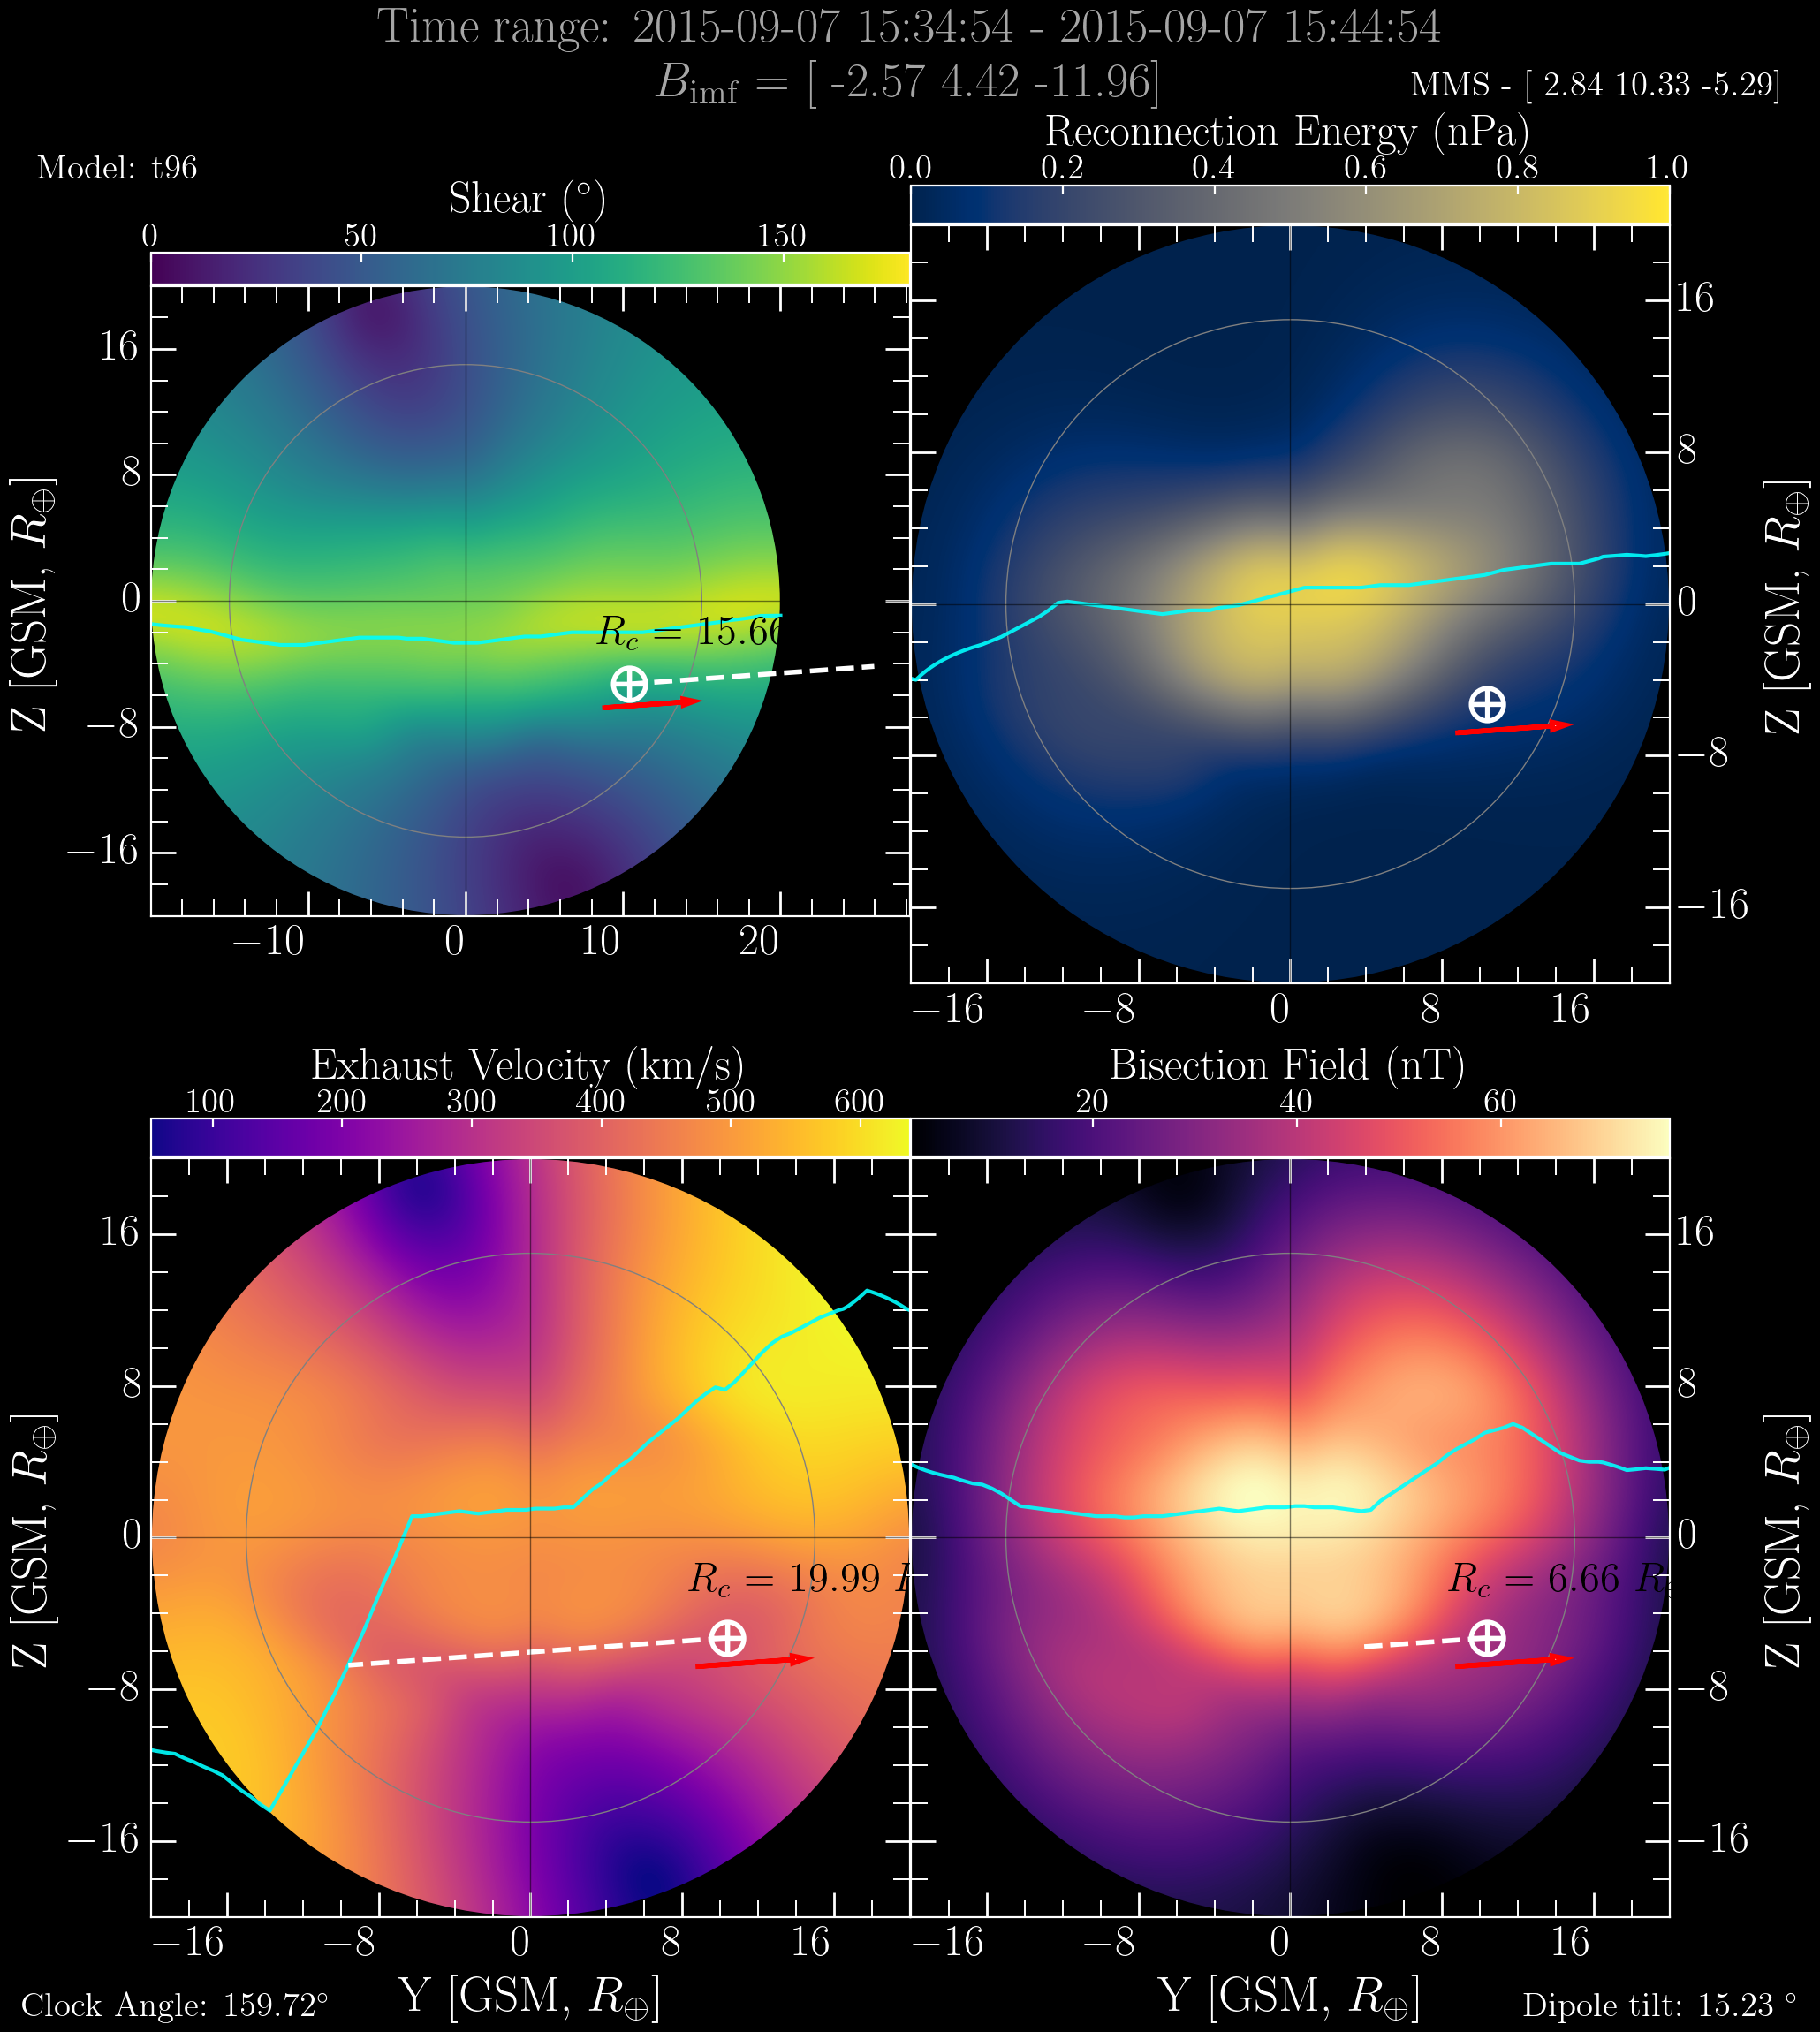 Time range: 2015-09-07 15:34:54 - 2015-09-07 15:44:54
B_imf = [ -2.57 4.42 -11.96]
MMS - [ 2.84 10.33 -5.29]
Model: t96
Shear (°)
0 50 100 150
Reconnection Energy (nPa)
0.0 0.2 0.4 0.6 0.8 1.0
Z [GSM, R⊕]
16
8
0
−8
−16
R_c = 15.66
−10 0 10 20
16
8
0
−8
−16
Z [GSM, R⊕]
−16 −8 0 8 16
Exhaust Velocity (km/s)
100 200 300 400 500 600
Bisection Field (nT)
20 40 60
Z [GSM, R⊕]
16
8
0
−8
−16
R_c = 19.99
−16 −8 0 8 16
Y [GSM, R⊕]
R_c = 6.66 R
16
8
0
−8
−16
Z [GSM, R⊕]
−16 −8 0 8 16
Y [GSM, R⊕]
Clock Angle: 159.72°
Dipole tilt: 15.23 °